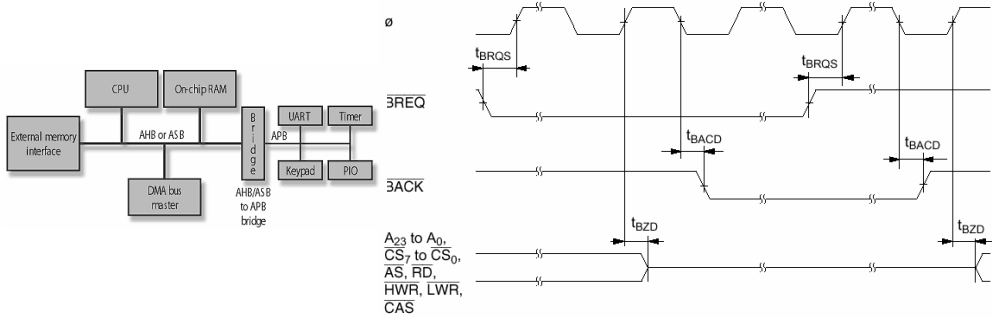 CPU
On-chip RAM
External memory
interface
AHB or ASB
Bridge
APB
UART
Timer
Keypad
PIO
DMA bus
master
AHB/ASB
to APB
bridge
ø
tBRQS
tBRQS
BREQ
tBACD
tBACD
BACK
tBZD
tBZD
A23 to A0,
CS7 to CS0,
AS, RD,
HWR, LWR,
CAS